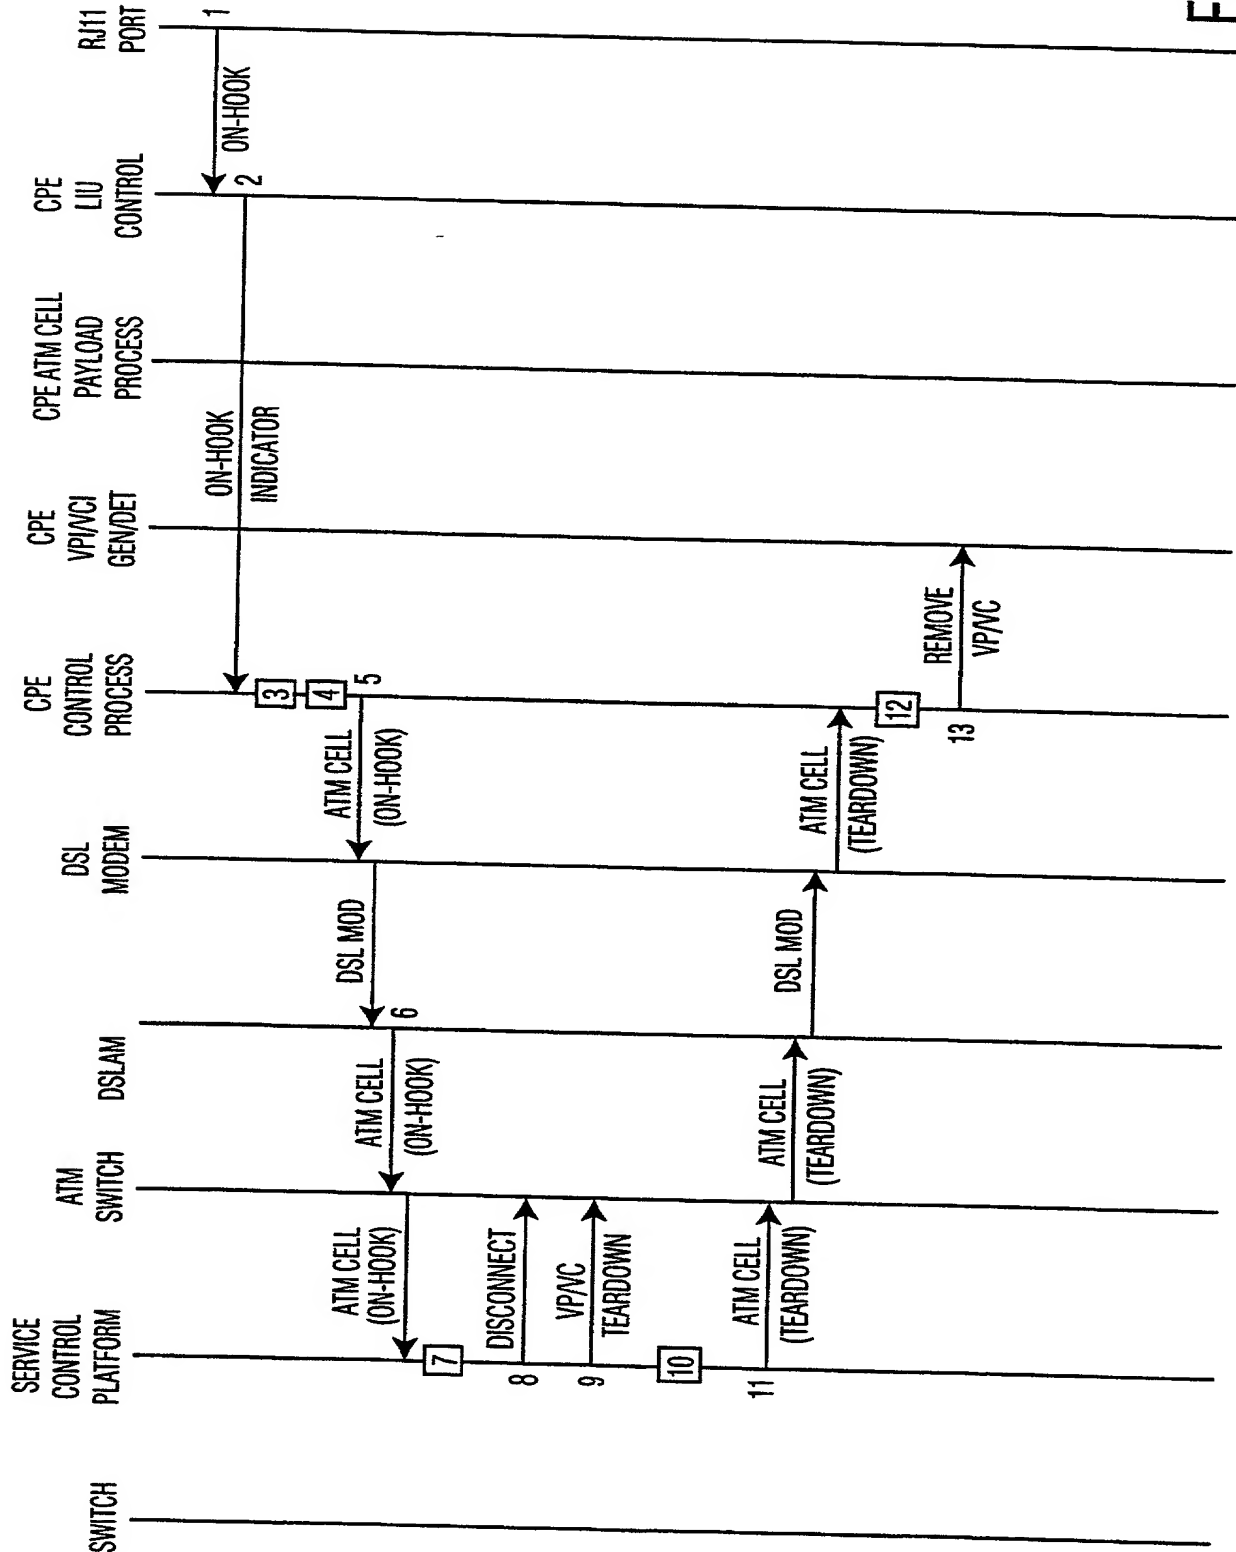 SWITCH
SERVICE
CONTROL
PLATFORM
ATM
SWITCH
DSLAM
DSL
MODEM
CPE
CONTROL
PROCESS
CPE
VPI/VCI
GEN/DET
CPE ATM CELL
PAYLOAD
PROCESS
CPE
LIU
CONTROL
RJ11
PORT
1
ON-HOOK
2
ON-HOOK
INDICATOR
3
4
5
ATM CELL
(ON-HOOK)
DSL MOD
6
ATM CELL
(ON-HOOK)
ATM CELL
(ON-HOOK)
7
8
DISCONNECT
9
VP/VC
TEARDOWN
10
11
ATM CELL
(TEARDOWN)
ATM CELL
(TEARDOWN)
DSL MOD
ATM CELL
(TEARDOWN)
12
13
REMOVE
VP/VC